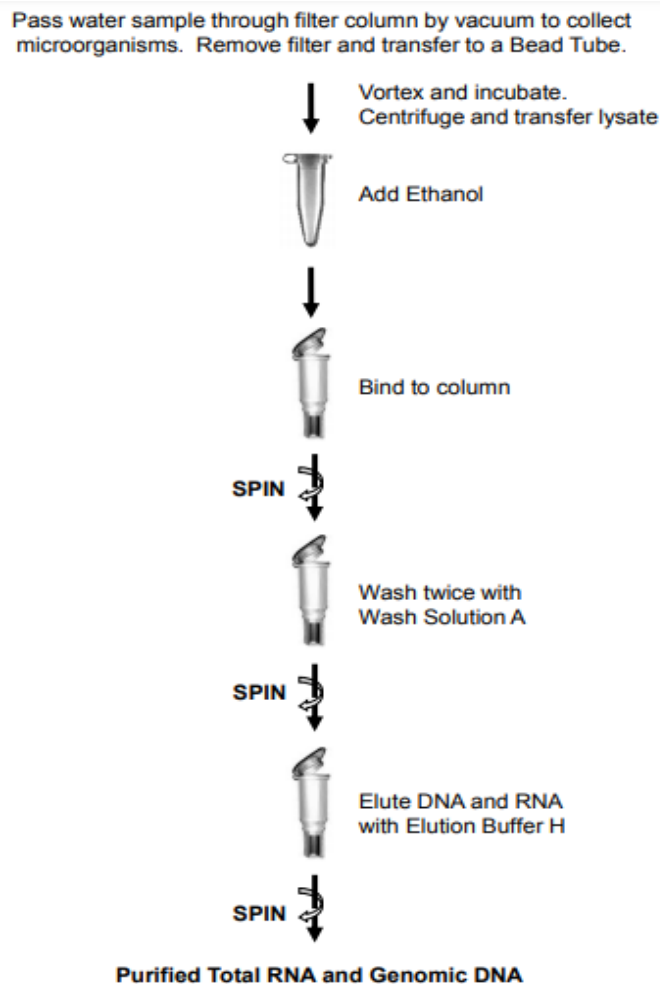 Pass water sample through filter column by vacuum to collect
microorganisms. Remove filter and transfer to a Bead Tube.
Vortex and incubate.
Centrifuge and transfer lysate
Add Ethanol
Bind to column
SPIN
Wash twice with
Wash Solution A
SPIN
Elute DNA and RNA
with Elution Buffer H
SPIN
Purified Total RNA and Genomic DNA